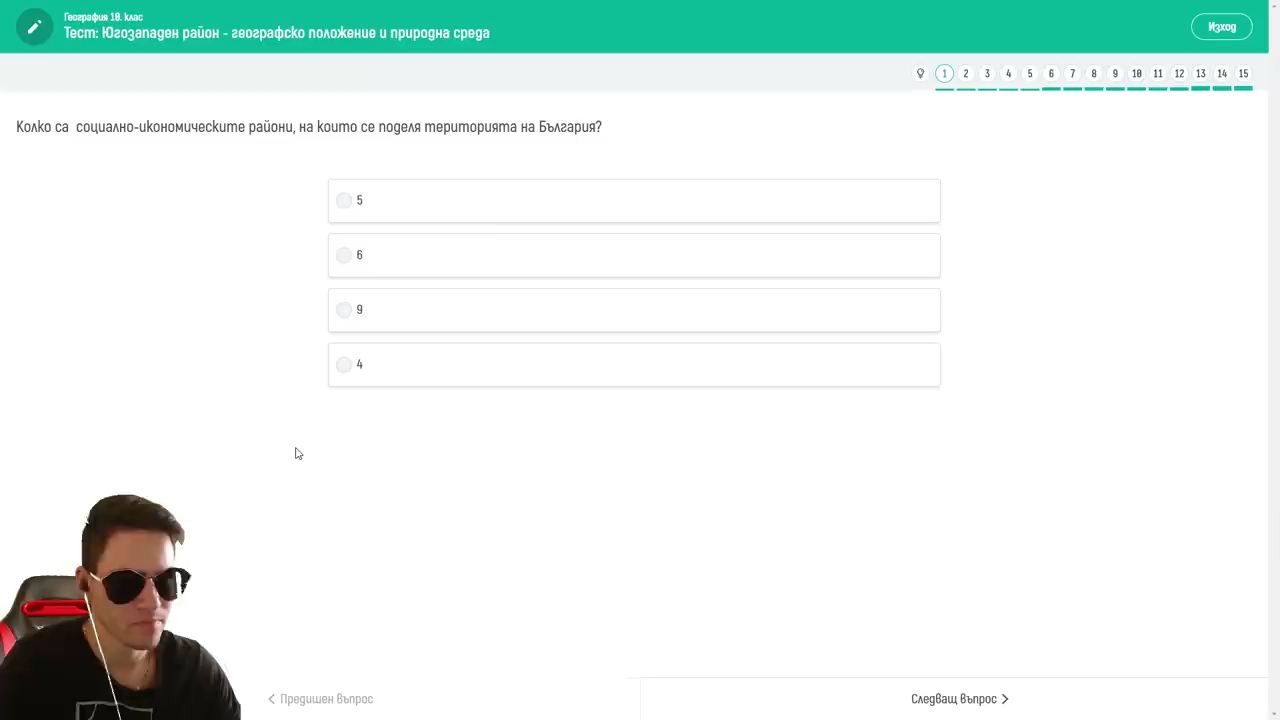 География 10. клас
Тест: Югозападен район - географско положение и природна среда
Изход
1 2 3 4 5 6 7 8 9 10 11 12 13 14 15
Колко са социално-икономическите райони, на които се поделя територията на България?
5
6
9
4
Предишен въпрос
Следващ въпрос